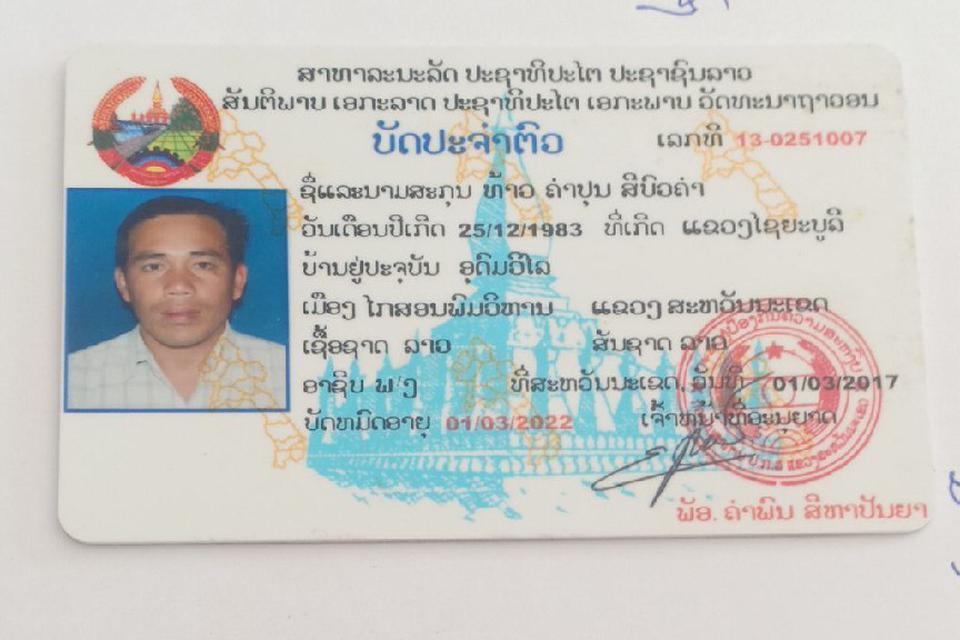 ສາທາລະນະລັດ ປະຊາທິປະໄຕ ປະຊາຊົນລາວ
ສັນຕິພາບ ເອກະລາດ ປະຊາທິປະໄຕ ເອກະພາບ ວັດທະນາຖາວອນ
ບັດປະຈຳຕົວ ເລກທີ 13-0251007
ຊື່ແລະນາມສະກຸນ ທ້າວ ຄຳປຸນ ສີບົວຄຳ
ວັນເດືອນປີເກີດ 25/12/1983 ທີ່ເກີດ ແຂວງໄຊຍະບູລີ
ບ້ານຢູ່ປະຈຸບັນ ອຸດົມວິໄລ
ເມືອງ ໄກສອນພົມວິຫານ ແຂວງ ສະຫວັນນະເຂດ
ເຊື້ອຊາດ ລາວ ສັນຊາດ ລາວ
ອາຊີບ ພ/ງ ທີ່ສະຫວັນນະເຂດ, ວັນທີ 01/03/2017
ບັດຫມົດອາຍຸ 01/03/2022 ເຈົ້າຫນ້າທີ່ອະນຸຍາດ
ພັອ. ຄຳພົນ ສີຫາປັນຍາ